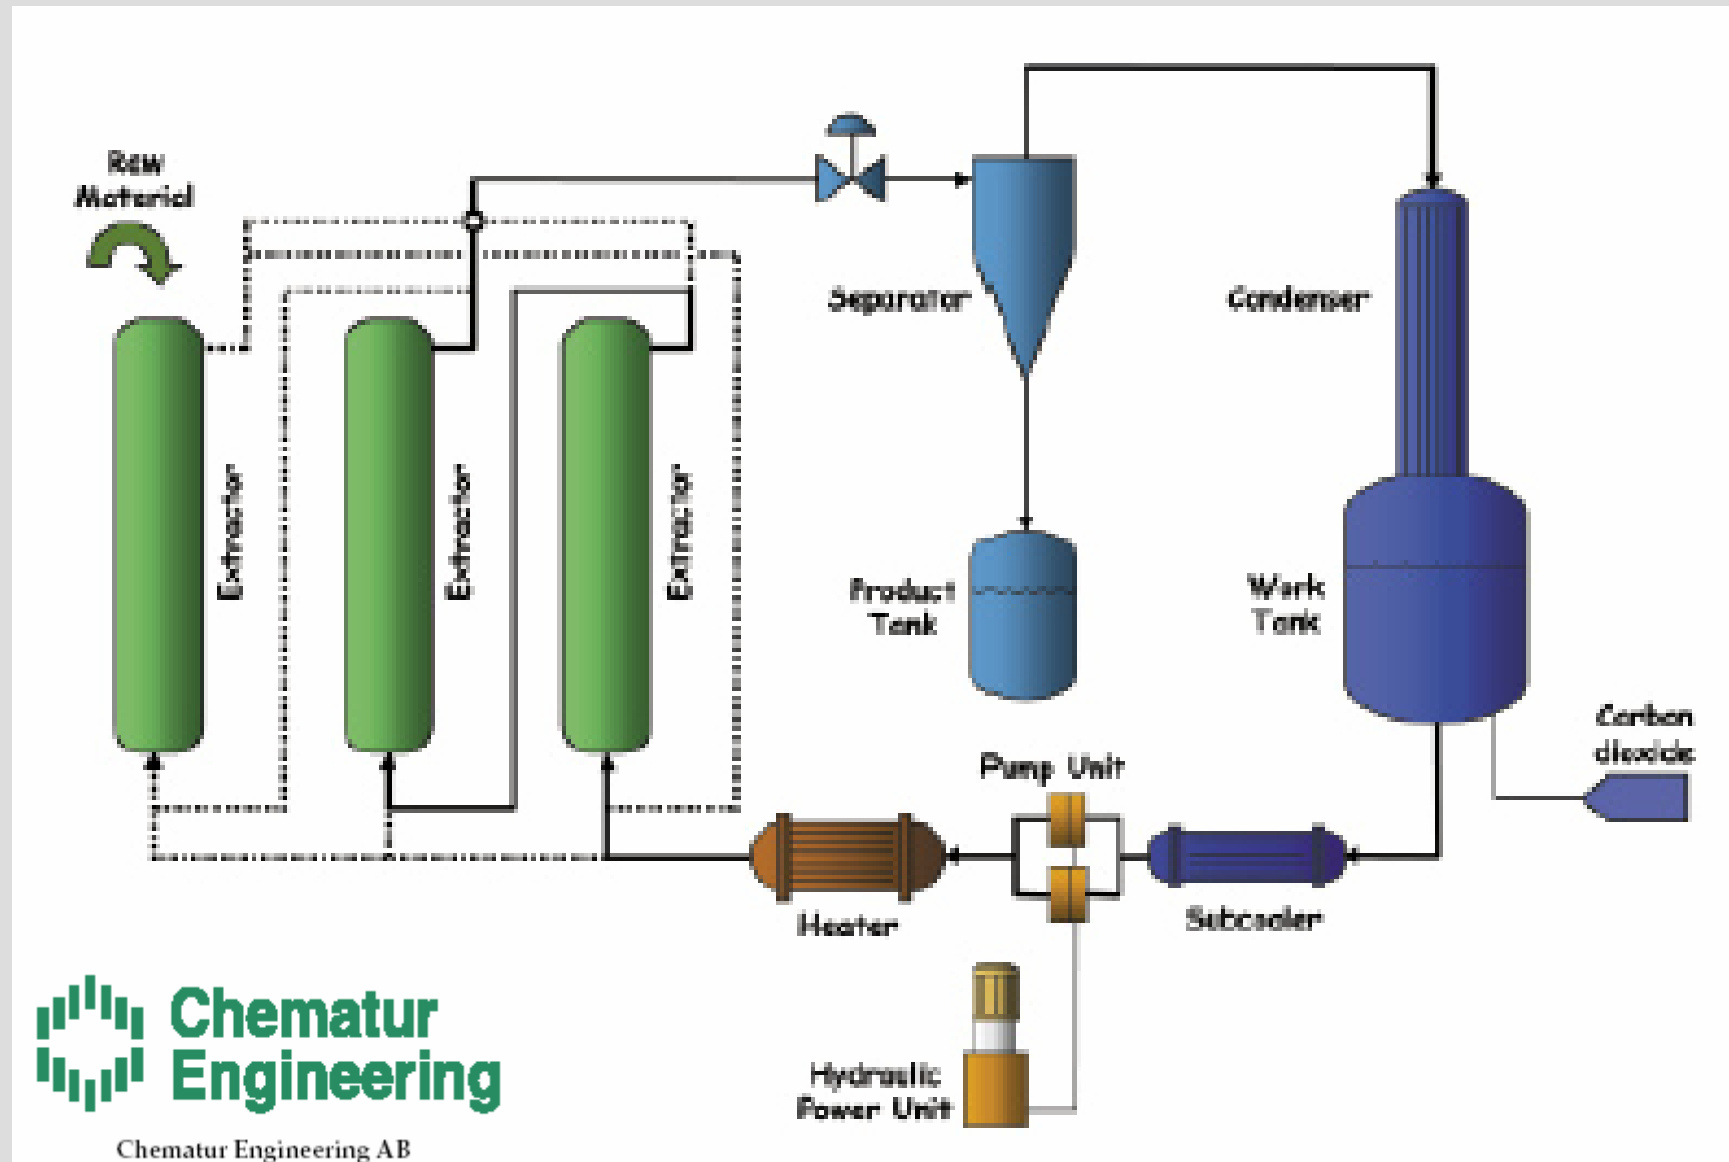 Raw
Material
Extractor
Extractor
Extractor
Separator
Condenser
Product
Tank
Work
Tank
Carbon
dioxide
Pump Unit
Heater
Subcooler
Hydraulic
Power Unit
Chematur
Engineering
Chematur Engineering AB